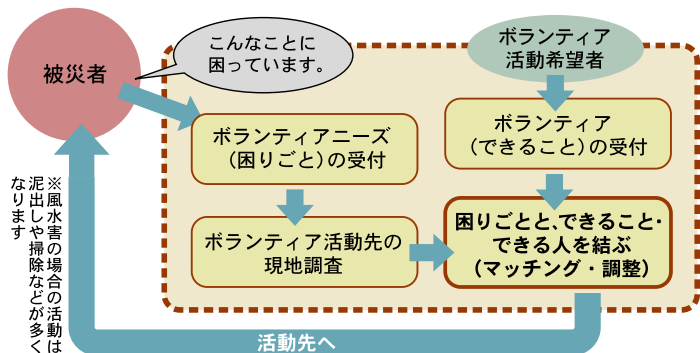 被災者
こんなことに
困っています。
ボランティア
活動希望者
ボランティアニーズ
（困りごと）の受付
ボランティア
（できること）の受付
ボランティア活動先の
現地調査
困りごとと、できること・
できる人を結ぶ
（マッチング・調整）
活動先へ
※風水害の場合の活動は
泥出しや掃除などが多く
なります